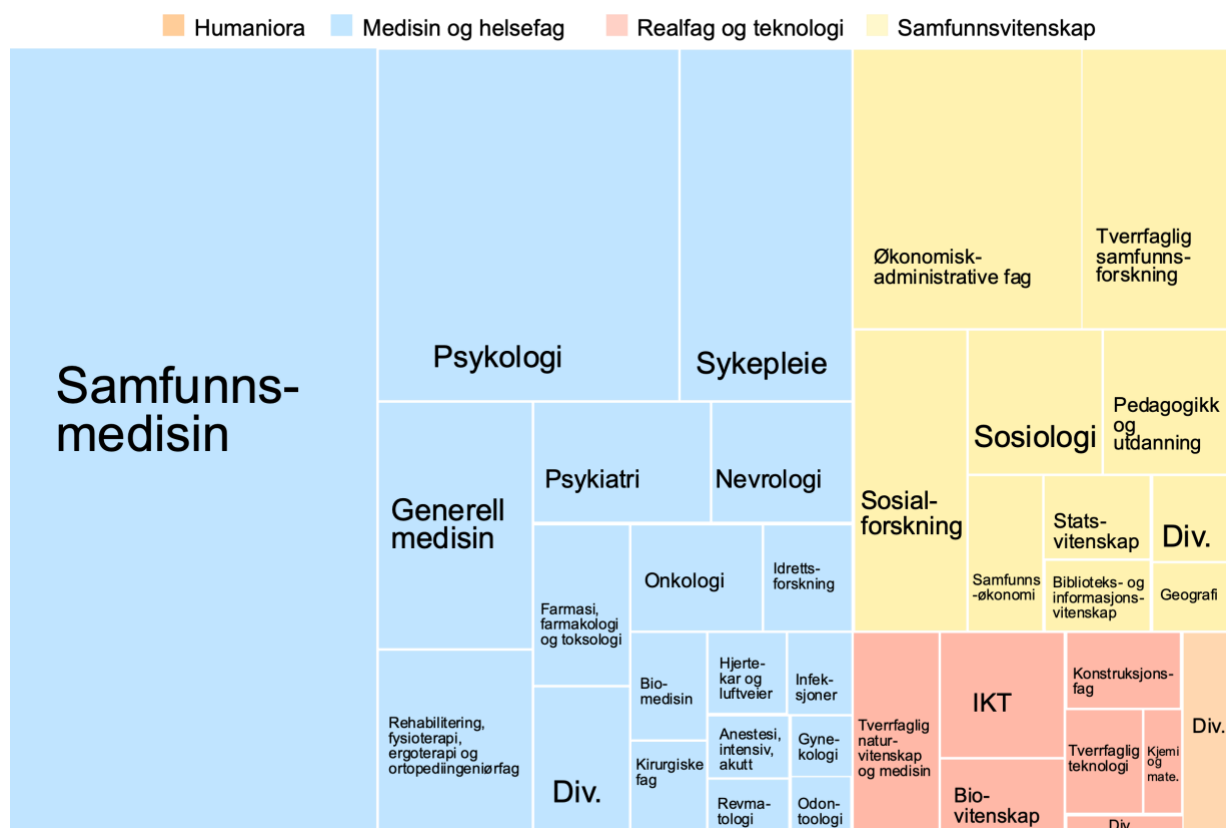 Humaniora
Medisin og helsefag
Realfag og teknologi
Samfunnsvitenskap
Samfunns-
medisin
Psykologi
Sykepleie
Generell
medisin
Psykiatri
Nevrologi
Farmasi,
farmakologi
og toksologi
Onkologi
Idretts-
forskning
Rehabilitering,
fysioterapi,
ergoterapi og
ortopediingeniørfag
Div.
Bio-
medisin
Kirurgiske
fag
Hjerte-
kar og
luftveier
Infek-
sjoner
Anestesi,
intensiv,
akutt
Gyne-
kologi
Revma-
tologi
Odon-
toologi
Økonomisk-
administrative fag
Tverrfaglig
samfunns-
forskning
Sosial-
forskning
Sosiologi
Pedagogikk
og
utdanning
Samfunns
-økonomi
Stats-
vitenskap
Div.
Biblioteks- og
informasjons-
vitenskap
Geografi
Tverrfaglig
natur-
vitenskap
og medisin
IKT
Bio-
vitenskap
Konstruksjons-
fag
Tverrfaglig
teknologi
Kjemi
og
mate.
Div.
Div.